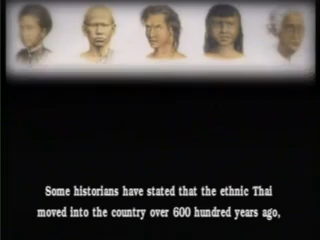 Some historians have stated that the ethnic Thai
moved into the country over 600 hundred years ago,